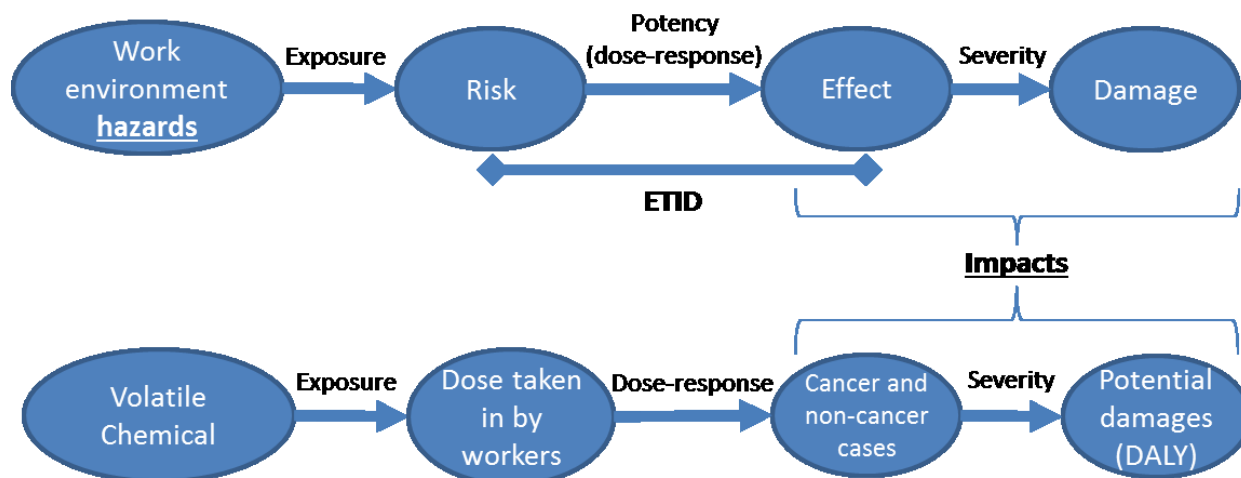 Work
environment
hazards
Exposure
Risk
Potency
(dose-response)
Effect
Severity
Damage
ETID
Impacts
Volatile
Chemical
Exposure
Dose taken
in by
workers
Dose-response
Cancer and
non-cancer
cases
Severity
Potential
damages
(DALY)